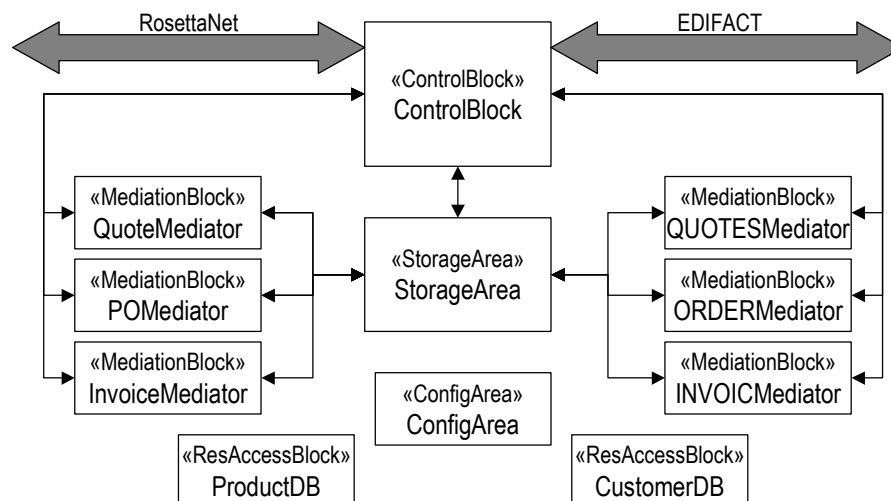 RosettaNet
EDIFACT
«ControlBlock»
ControlBlock
«MediationBlock»
QuoteMediator
«MediationBlock»
QUOTESMediator
«StorageArea»
StorageArea
«MediationBlock»
POMediator
«MediationBlock»
ORDERMediator
«MediationBlock»
InvoiceMediator
«MediationBlock»
INVOICMediator
«ConfigArea»
ConfigArea
«ResAccessBlock»
ProductDB
«ResAccessBlock»
CustomerDB